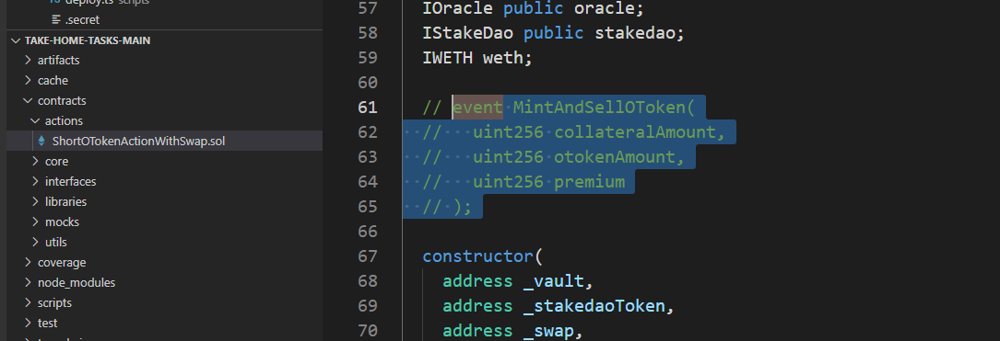 deploy.ts scripts
.secret
TAKE-HOME-TASKS-MAIN
artifacts
cache
contracts
actions
ShortOTokenActionWithSwap.sol
core
interfaces
libraries
mocks
utils
coverage
node_modules
scripts
test
57 IOracle public oracle;
58 IStakeDao public stakedao;
59 IWETH weth;
60
61 // event MintAndSellOToken(
62 // uint256 collateralAmount,
63 // uint256 otokenAmount,
64 // uint256 premium
65 // );
66
67 constructor(
68 address _vault,
69 address _stakedaoToken,
70 address _swap,